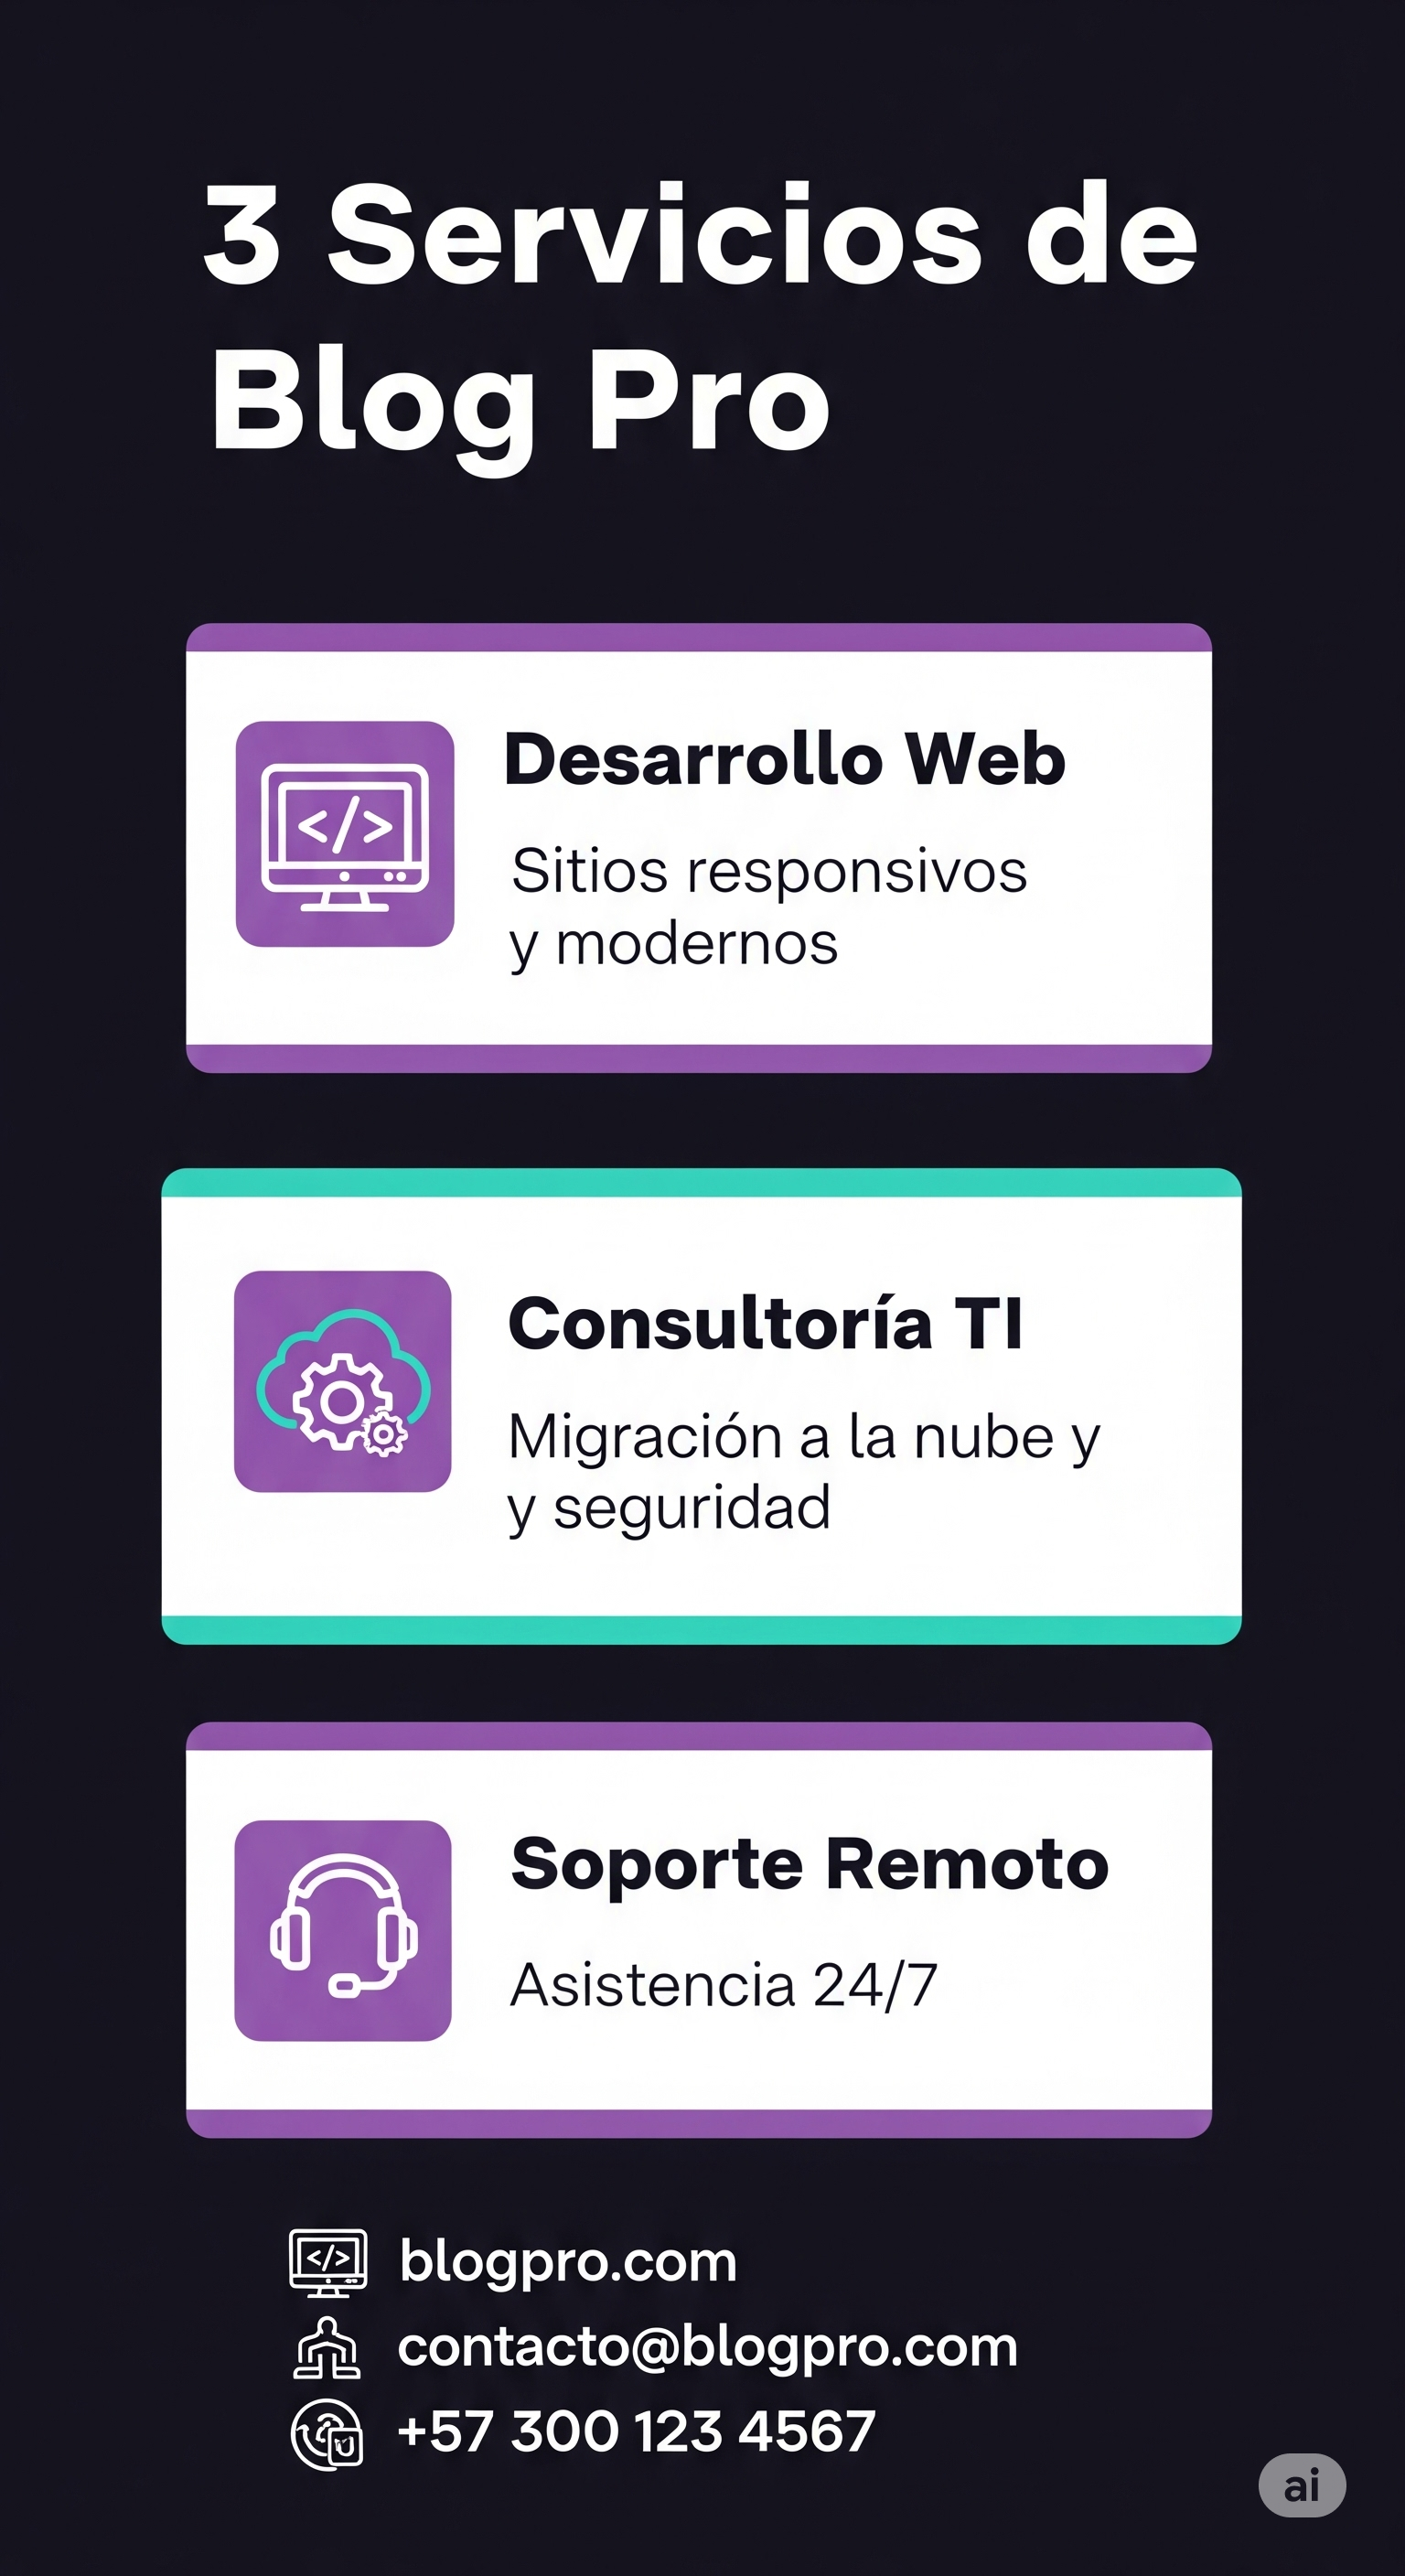 3 Servicios de
Blog Pro
</>
Desarrollo Web
Sitios responsivos
y modernos
Consultoría TI
Migración a la nube y
y seguridad
Soporte Remoto
Asistencia 24/7
</>
blogpro.com
contacto@blogpro.com
+57 300 123 4567
ai